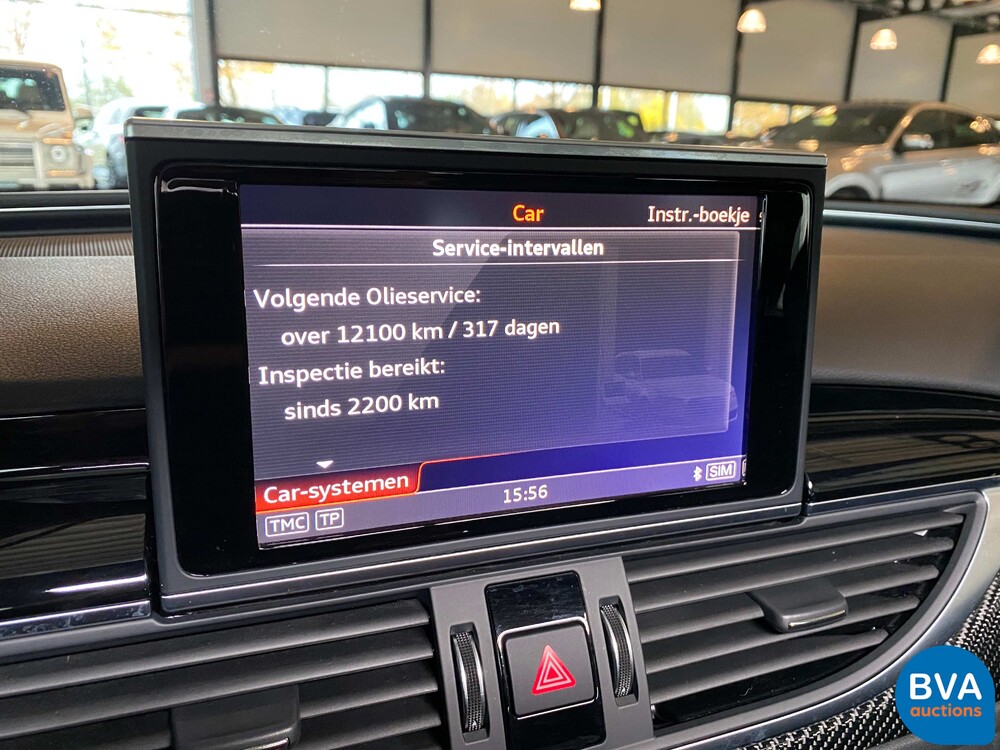 Car
Instr.-boekje
Service-intervallen
Volgende Olieservice:
over 12100 km / 317 dagen
Inspectie bereikt:
sinds 2200 km
Car-systemen
SIM
15:56
TMC TP
BVA
auctions